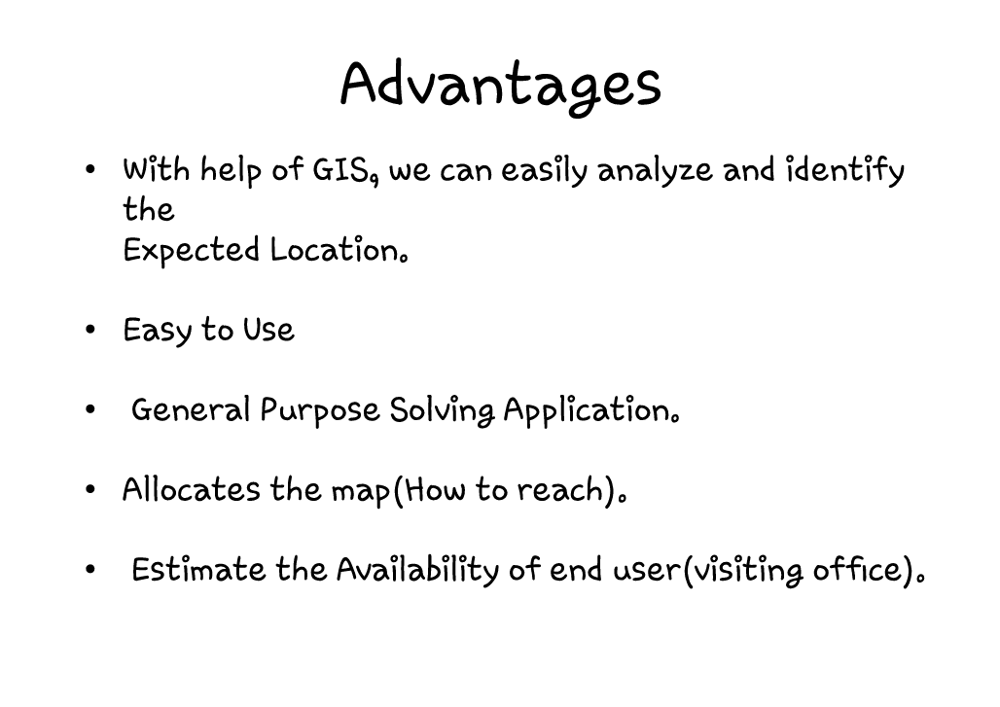 Advantages
• With help of GIS, we can easily analyze and identify
the
Expected Location.
• Easy to Use
• General Purpose Solving Application.
• Allocates the map(How to reach).
• Estimate the Availability of end user(visiting office).